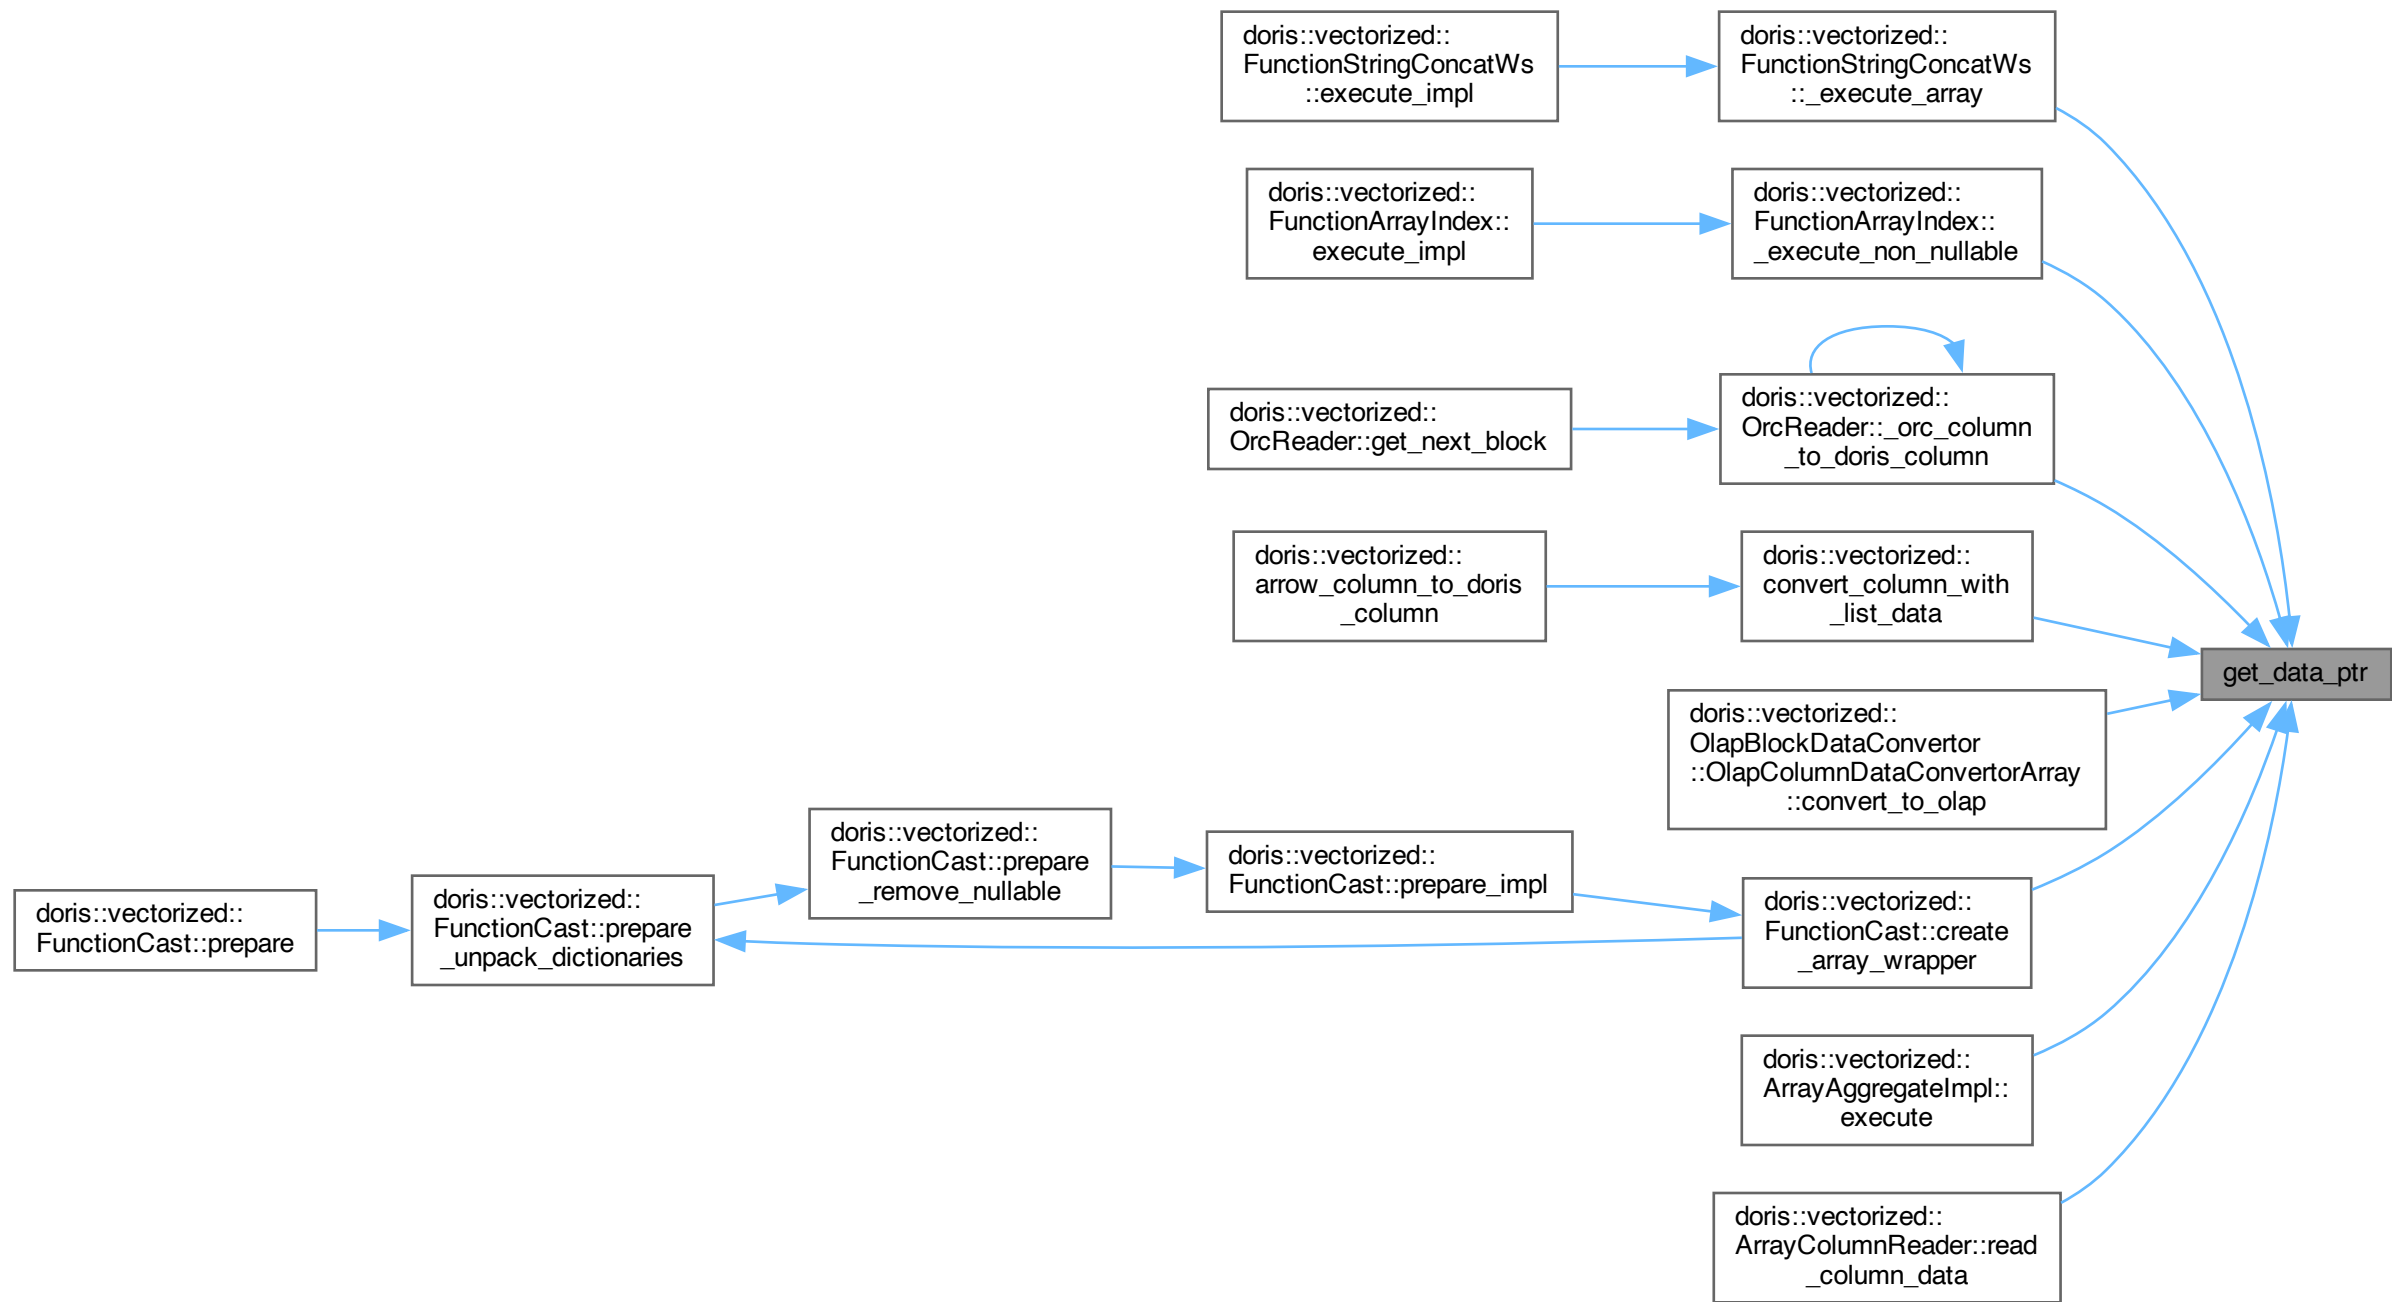 doris::vectorized::
FunctionStringConcatWs
::execute_impl
doris::vectorized::
FunctionStringConcatWs
::_execute_array
doris::vectorized::
FunctionArrayIndex::
execute_impl
doris::vectorized::
FunctionArrayIndex::
_execute_non_nullable
doris::vectorized::
OrcReader::get_next_block
doris::vectorized::
OrcReader::_orc_column
_to_doris_column
doris::vectorized::
arrow_column_to_doris
_column
doris::vectorized::
convert_column_with
_list_data
get_data_ptr
doris::vectorized::
OlapBlockDataConvertor
::OlapColumnDataConvertorArray
::convert_to_olap
doris::vectorized::
FunctionCast::prepare
doris::vectorized::
FunctionCast::prepare
_unpack_dictionaries
doris::vectorized::
FunctionCast::prepare
_remove_nullable
doris::vectorized::
FunctionCast::prepare_impl
doris::vectorized::
FunctionCast::create
_array_wrapper
doris::vectorized::
ArrayAggregateImpl::
execute
doris::vectorized::
ArrayColumnReader::read
_column_data